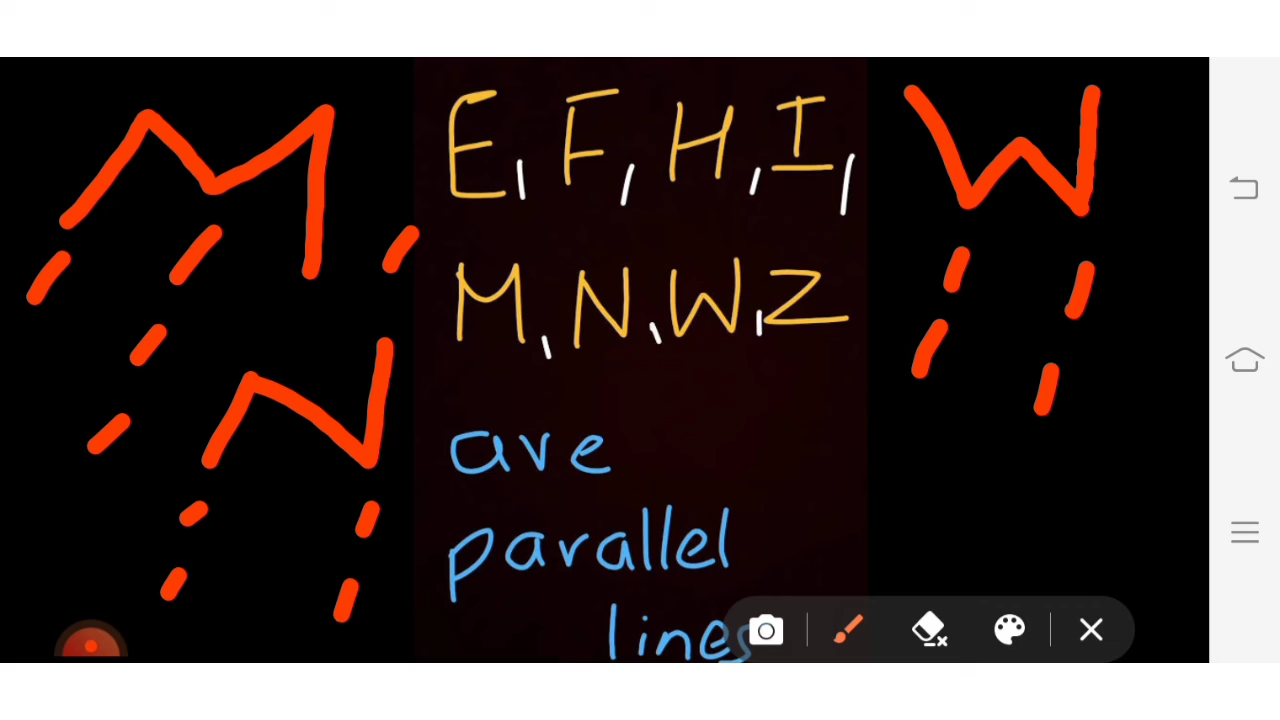 M
E, F, H, I,
W
M, N, W, Z
N
are
parallel
lines